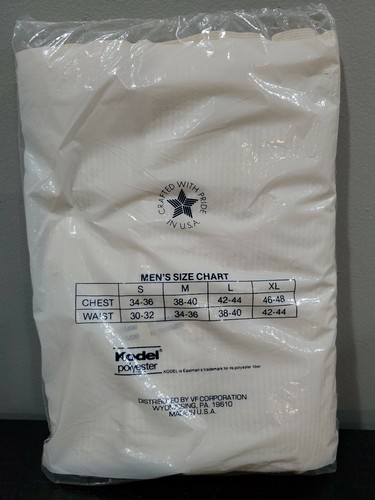 CRAFTED WITH PRIDE
IN U.S.A.
MEN'S SIZE CHART
S M L XL
CHEST 34-36 38-40 42-44 46-48
WAIST 30-32 34-36 38-40 42-44
Kodel
polyester
KODEL is Eastman's trademark for its polyester fiber
DISTRIBUTED BY VF CORPORATION
WYOMISSING, PA. 19610
MADE IN U.S.A.